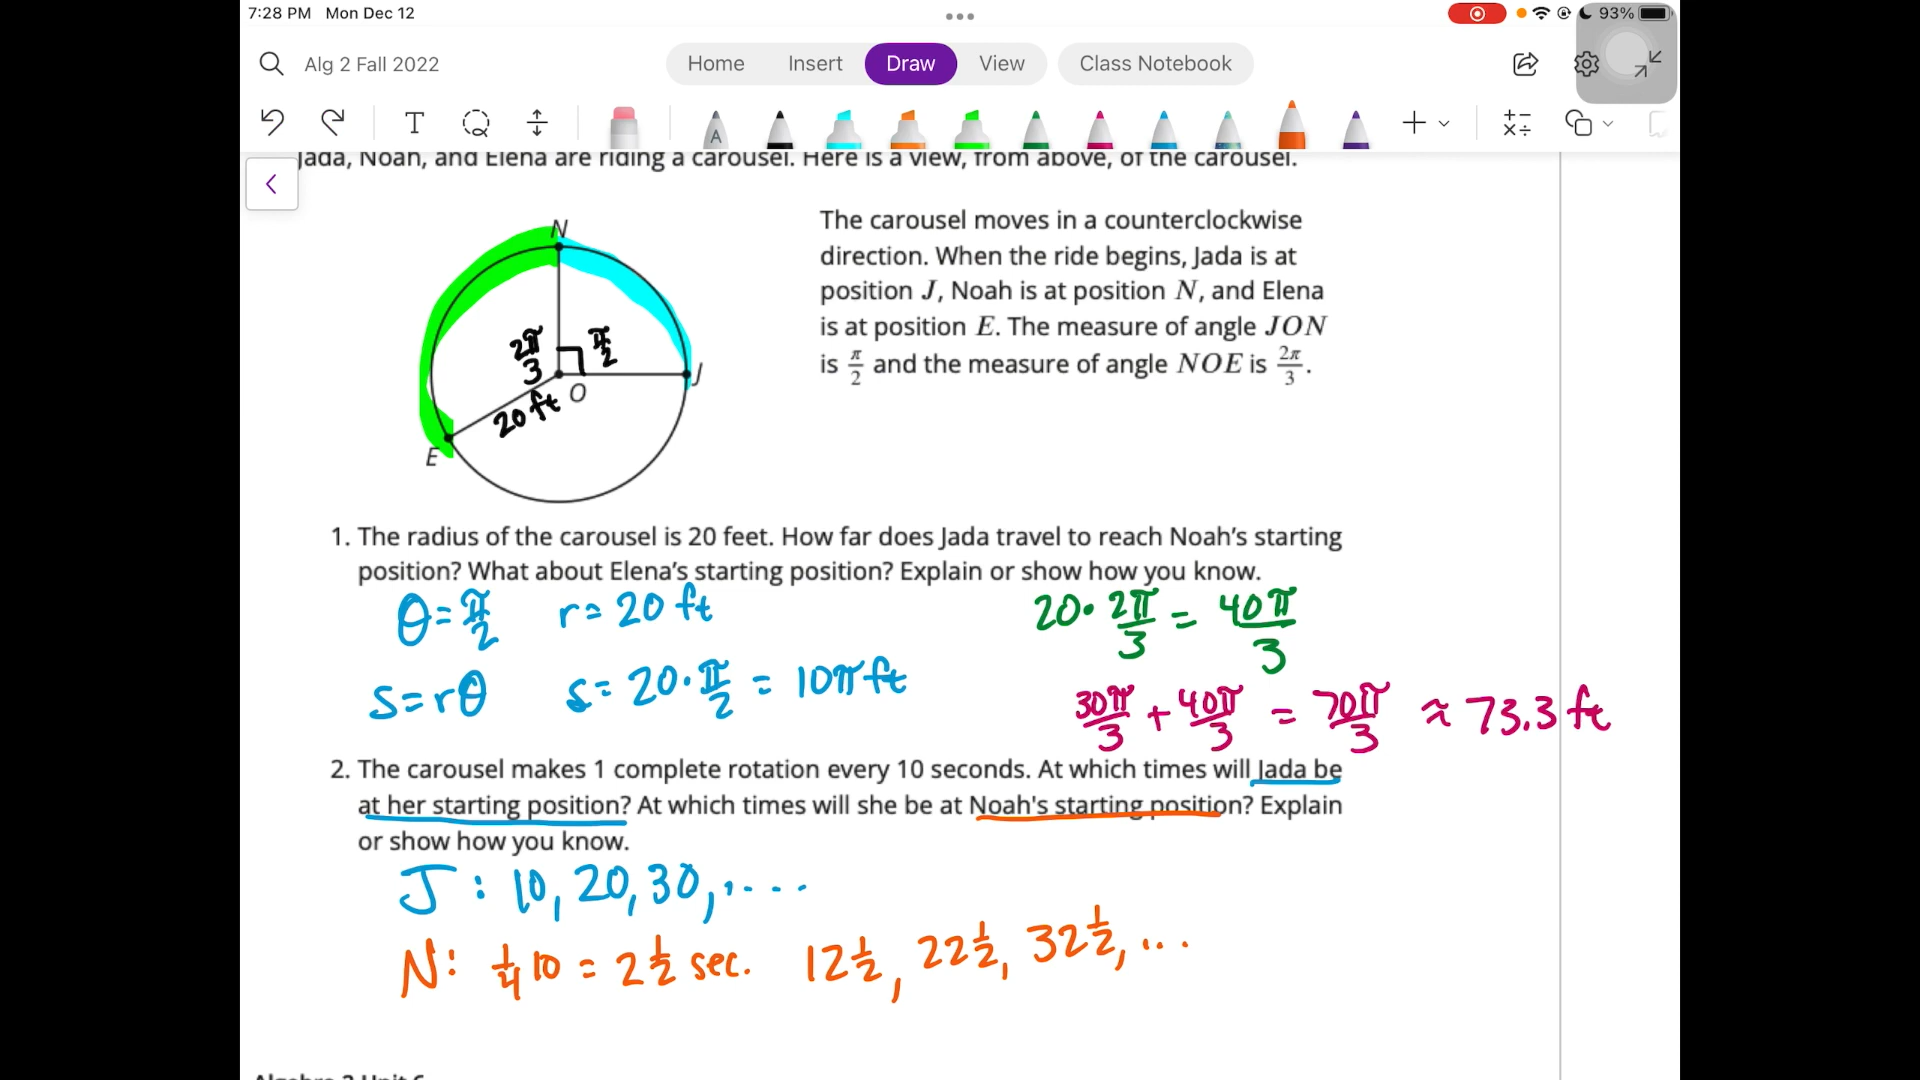 7:28 PM Mon Dec 12
93%
Alg 2 Fall 2022
Home Insert Draw View Class Notebook
Jada, Noah, and Elena are riding a carousel. Here is a view, from above, of the carousel.
N
2π/3
π/2
J
O
20 ft
E
The carousel moves in a counterclockwise
direction. When the ride begins, Jada is at
position J, Noah is at position N, and Elena
is at position E. The measure of angle JON
is π/2 and the measure of angle NOE is 2π/3.
1. The radius of the carousel is 20 feet. How far does Jada travel to reach Noah's starting
position? What about Elena's starting position? Explain or show how you know.
θ = π/2 r = 20 ft
20 · 2π/3 = 40π/3
s = rθ s = 20 · π/2 = 10π ft
30π/3 + 40π/3 = 70π/3 ≈ 73.3 ft
2. The carousel makes 1 complete rotation every 10 seconds. At which times will Jada be
at her starting position? At which times will she be at Noah's starting position? Explain
or show how you know.
J : 10, 20, 30, ....
N: 1/4 10 = 2 1/2 sec. 12 1/2, 22 1/2, 32 1/2, ...
Algebra 2 Unit 6